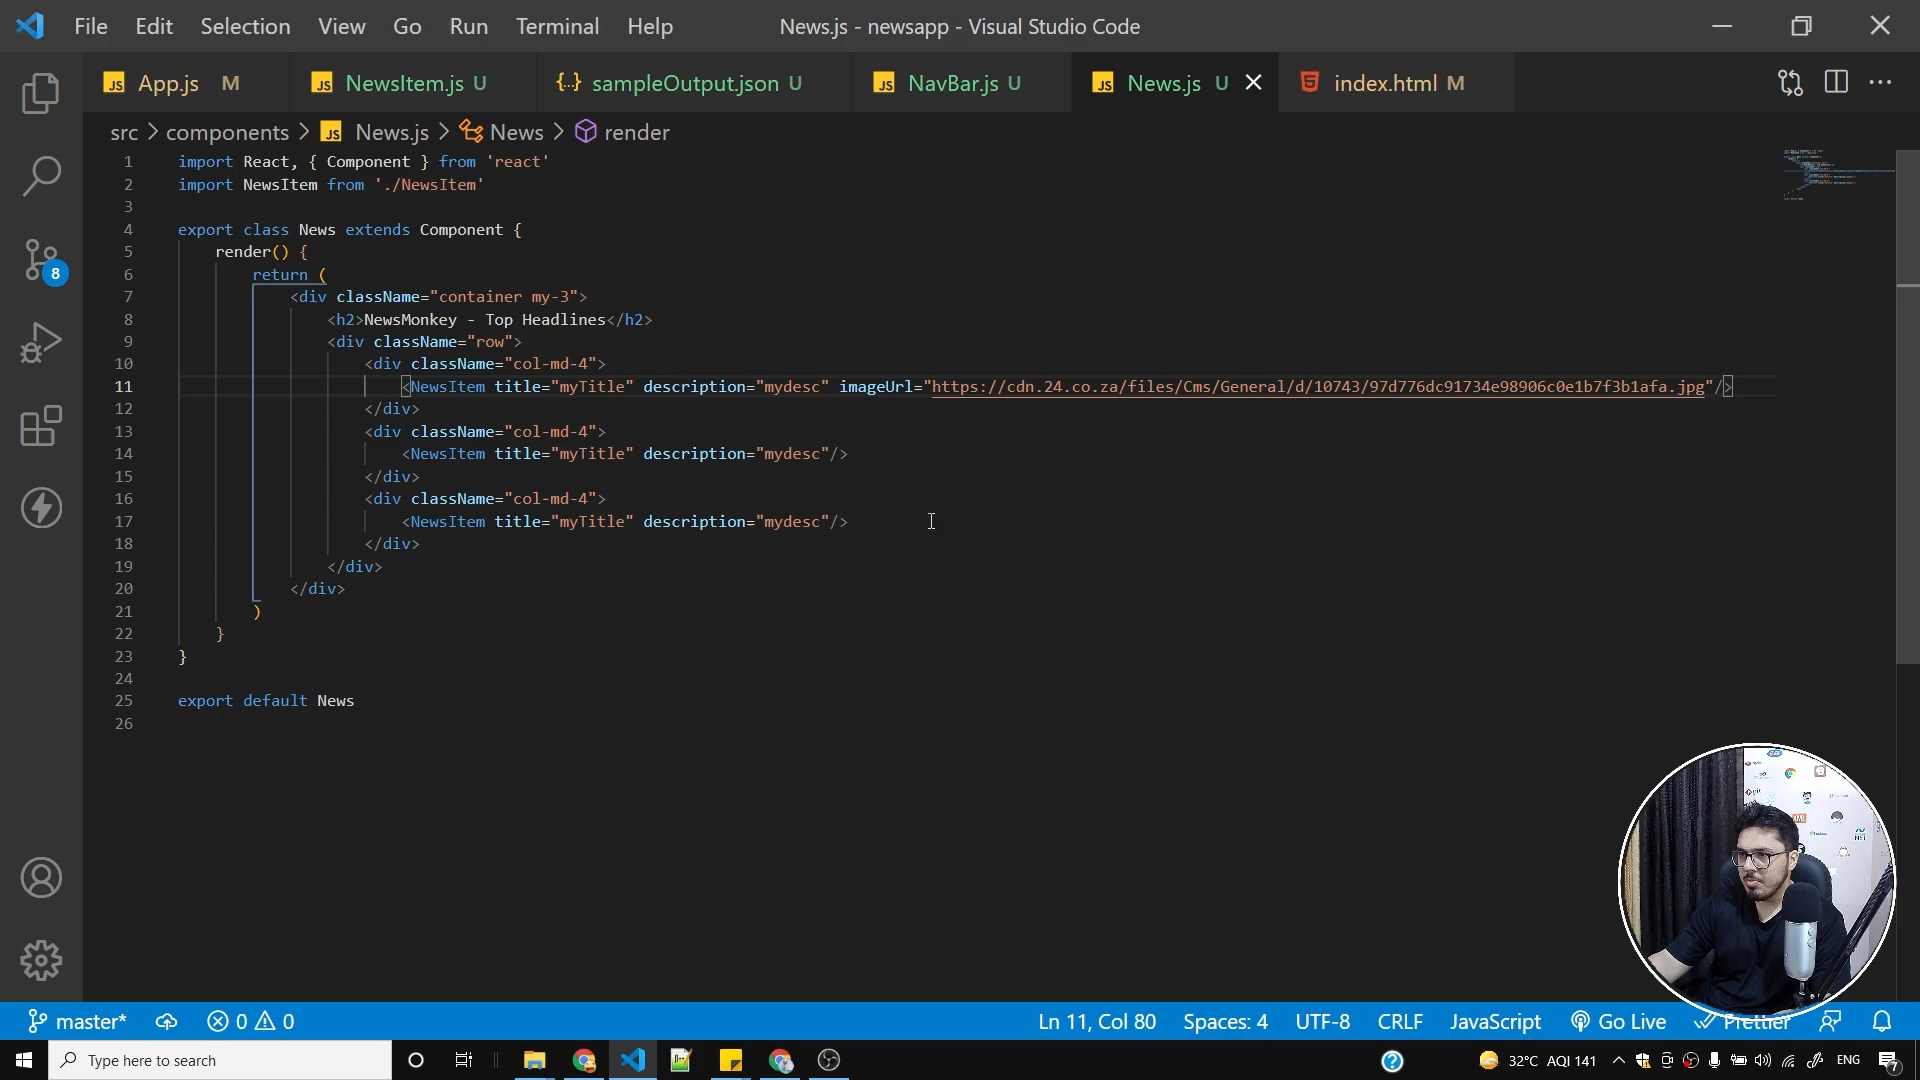 File Edit Selection View Go Run Terminal Help News.js - newsapp - Visual Studio Code
JS App.js M JS NewsItem.js U {} sampleOutput.json U JS NavBar.js U JS News.js U index.html M
src > components > JS News.js > News > render
1 import React, { Component } from 'react'
2 import NewsItem from './NewsItem'
3
4 export class News extends Component {
5 render() {
6 return (
7 <div className="container my-3">
8 <h2>NewsMonkey - Top Headlines</h2>
9 <div className="row">
10 <div className="col-md-4">
11 <NewsItem title="myTitle" description="mydesc" imageUrl="https://cdn.24.co.za/files/Cms/General/d/10743/97d776dc91734e98906c0e1b7f3b1afa.jpg"/>
12 </div>
13 <div className="col-md-4">
14 <NewsItem title="myTitle" description="mydesc"/>
15 </div>
16 <div className="col-md-4">
17 <NewsItem title="myTitle" description="mydesc"/>
18 </div>
19 </div>
20 </div>
21 )
22 }
23 }
24
25 export default News
26
8
master* 0 0 Ln 11, Col 80 Spaces: 4 UTF-8 CRLF JavaScript Go Live Prettier
Type here to search 32°C AQI 141 ENG 7